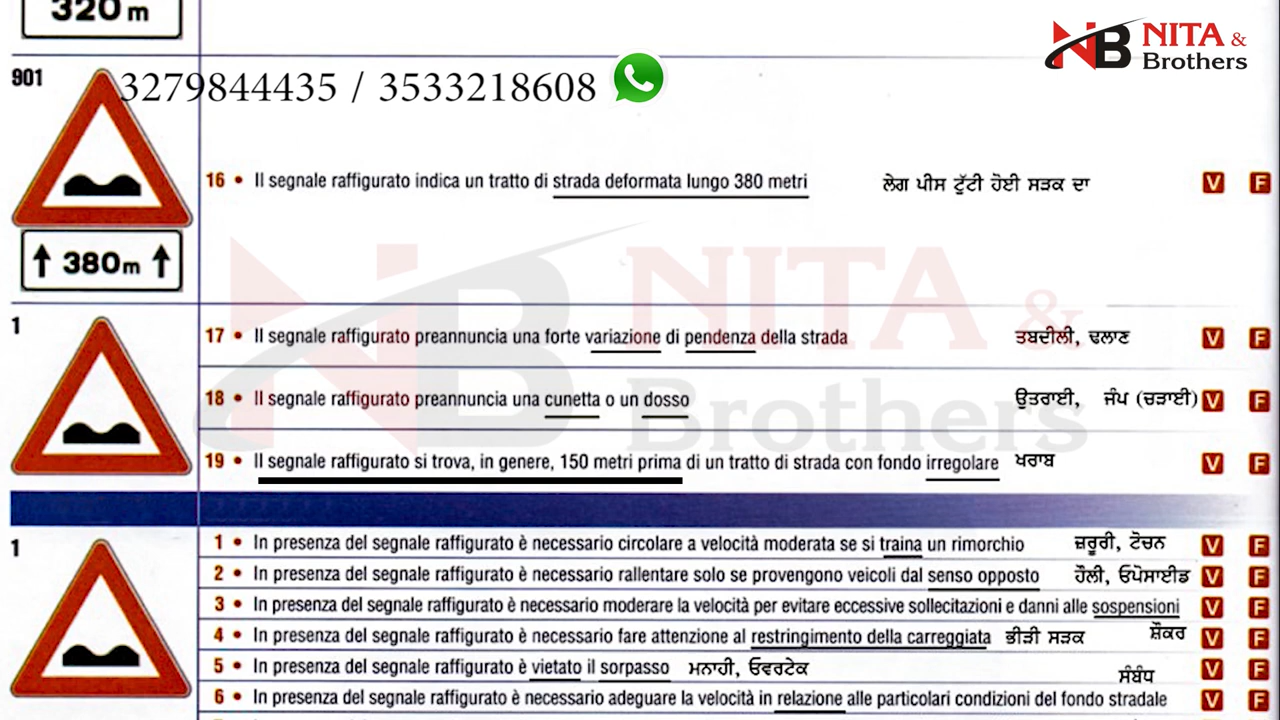 320 m
NITA &
Brothers
901
3279844435 / 3533218608
16 • Il segnale raffigurato indica un tratto di strada deformata lungo 380 metri ਲੇਗ ਪੀਸ ਟੁੱਟੀ ਹੋਈ ਸੜਕ ਦਾ V F
380m
NITA &
Brothers
1
17 • Il segnale raffigurato preannuncia una forte variazione di pendenza della strada ਤਬਦੀਲੀ, ਢਲਾਣ V F
18 • Il segnale raffigurato preannuncia una cunetta o un dosso ਉਤਰਾਈ, ਜੰਪ (ਚੜਾਈ) V F
19 • Il segnale raffigurato si trova, in genere, 150 metri prima di un tratto di strada con fondo irregolare ਖਰਾਬ V F
1
1 • In presenza del segnale raffigurato è necessario circolare a velocità moderata se si traina un rimorchio ਜ਼ਰੂਰੀ, ਟੋਚਨ V F
2 • In presenza del segnale raffigurato è necessario rallentare solo se provengono veicoli dal senso opposto ਹੌਲੀ, ਓਪੋਸਾਈਡ V F
3 • In presenza del segnale raffigurato è necessario moderare la velocità per evitare eccessive sollecitazioni e danni alle sospensioni V F
4 • In presenza del segnale raffigurato è necessario fare attenzione al restringimento della carreggiata ਭੀੜੀ ਸੜਕ ਸ਼ੌਕਰ V F
5 • In presenza del segnale raffigurato è vietato il sorpasso ਮਨਾਹੀ, ਓਵਰਟੇਕ ਸੰਬੰਧ V F
6 • In presenza del segnale raffigurato è necessario adeguare la velocità in relazione alle particolari condizioni del fondo stradale V F